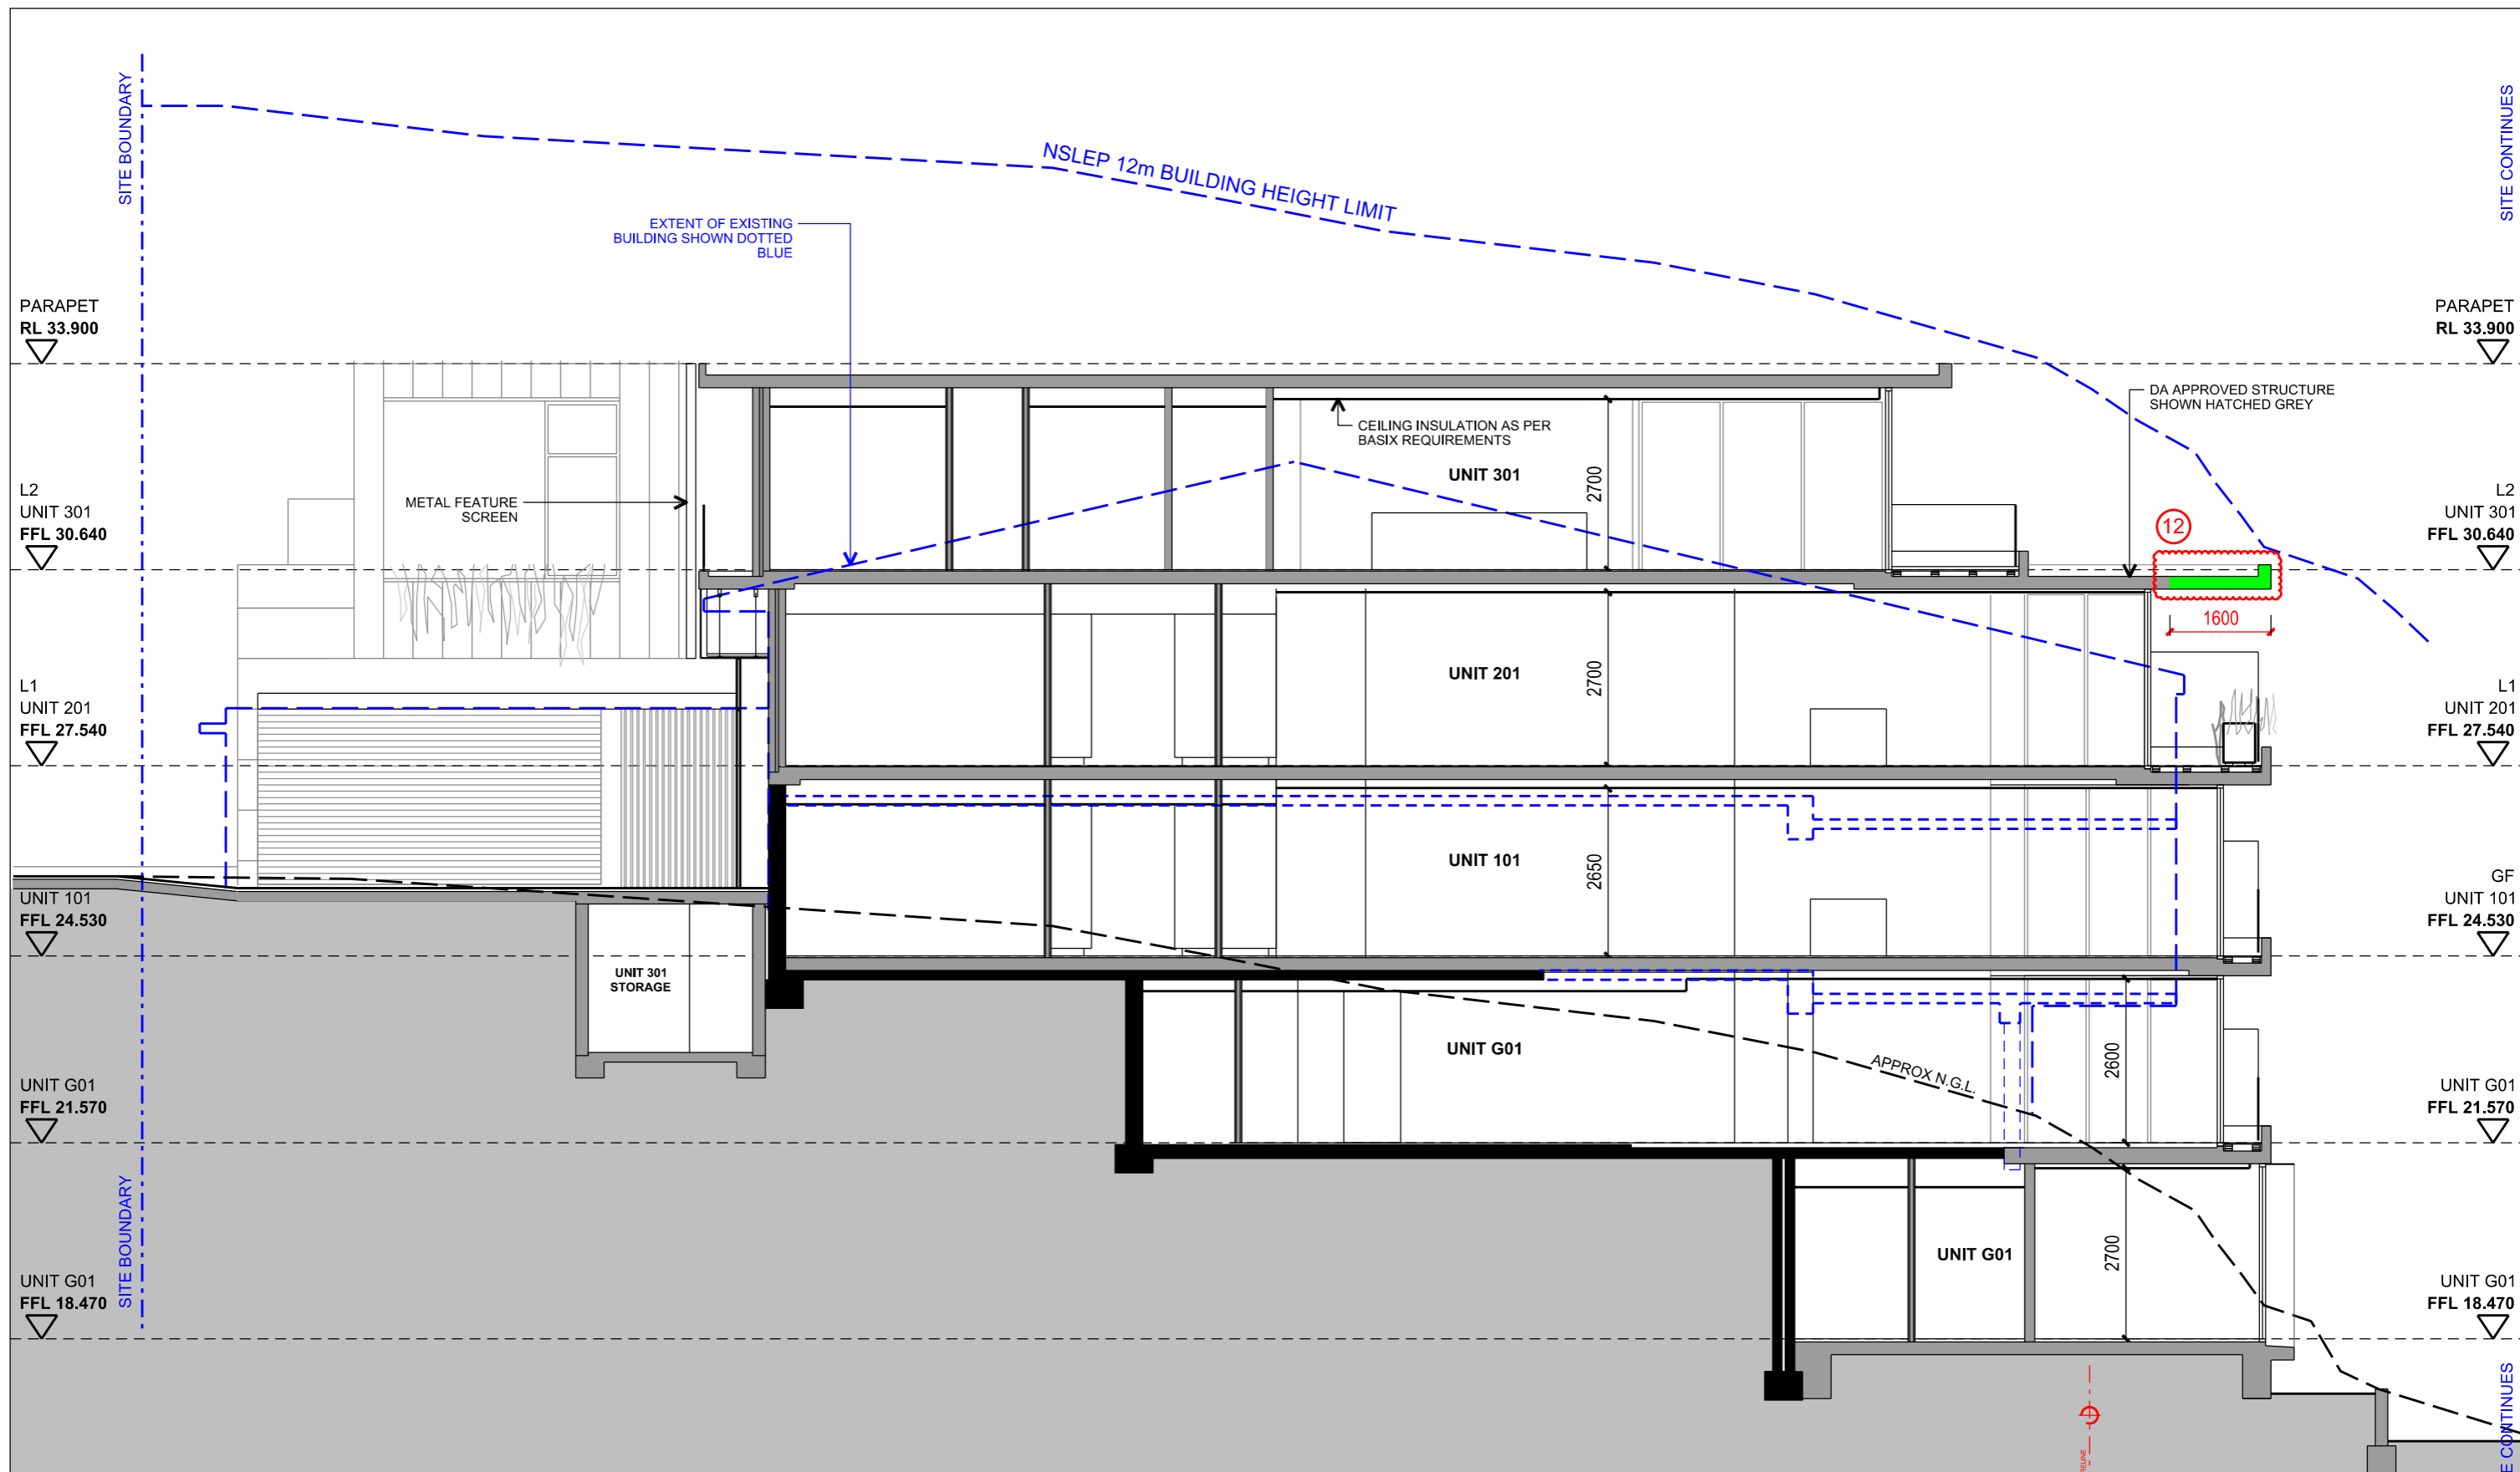 SITE BOUNDARY
SITE CONTINUES
NSLEP 12m BUILDING HEIGHT LIMIT
EXTENT OF EXISTING
BUILDING SHOWN DOTTED
BLUE
PARAPET
RL 33.900
PARAPET
RL 33.900
DA APPROVED STRUCTURE
SHOWN HATCHED GREY
CEILING INSULATION AS PER
BASIX REQUIREMENTS
UNIT 301
2700
METAL FEATURE
SCREEN
L2
UNIT 301
FFL 30.640
L2
UNIT 301
FFL 30.640
12
1600
UNIT 201
2700
L1
UNIT 201
FFL 27.540
L1
UNIT 201
FFL 27.540
UNIT 101
2650
UNIT 101
FFL 24.530
GF
UNIT 101
FFL 24.530
UNIT 301
STORAGE
UNIT G01
2600
APPROX N.G.L.
UNIT G01
FFL 21.570
UNIT G01
FFL 21.570
SITE BOUNDARY
UNIT G01
2700
UNIT G01
FFL 18.470
UNIT G01
FFL 18.470
E CONTINUES